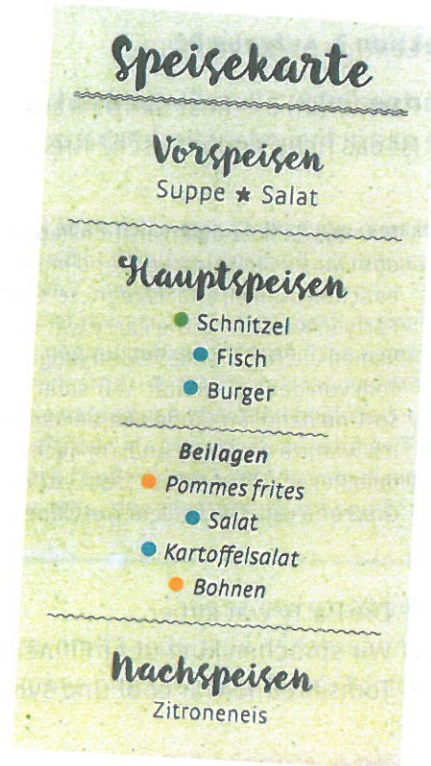 Speisekarte
Vorspeisen
Suppe ★ Salat
Hauptspeisen
● Schnitzel
● Fisch
● Burger
Beilagen
● Pommes frites
● Salat
● Kartoffelsalat
● Bohnen
Nachspeisen
Zitroneneis